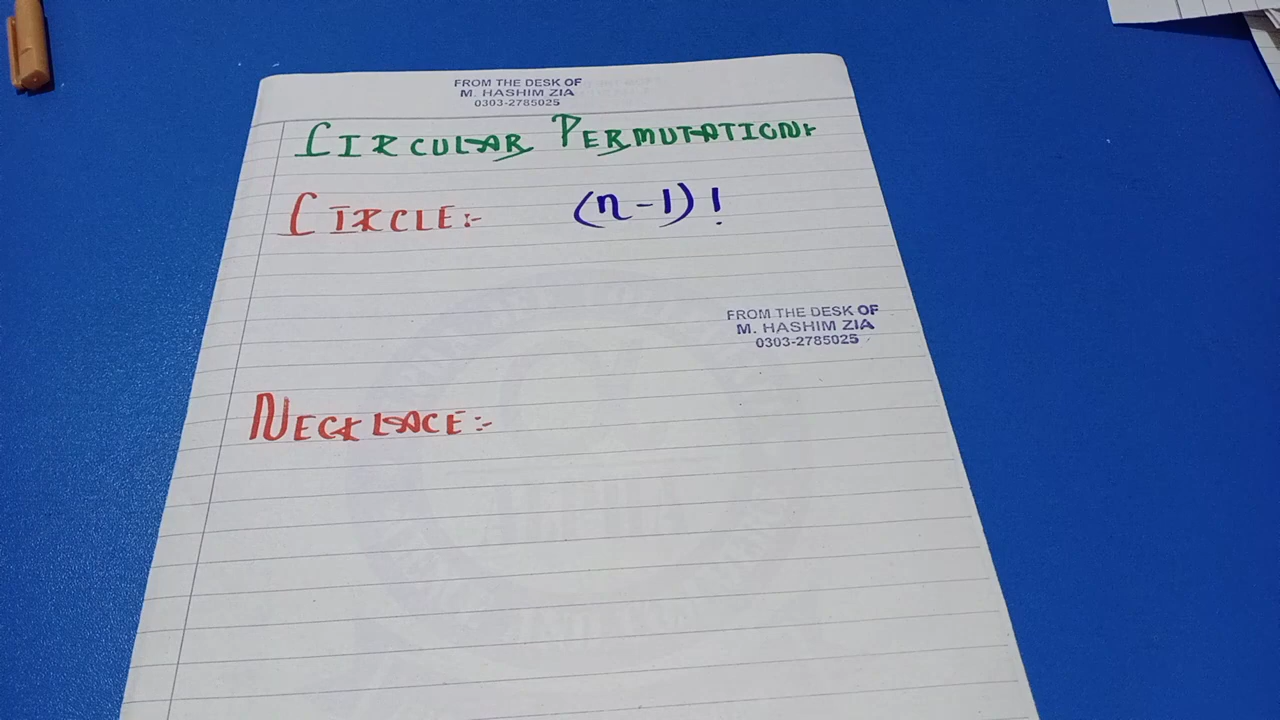 FROM THE DESK OF
M. HASHIM ZIA
0303-2785025
CIRCULAR PERMUTATION:
CIRCLE:- (n-1)!
FROM THE DESK OF
M. HASHIM ZIA
0303-2785025
NECKLACE:-